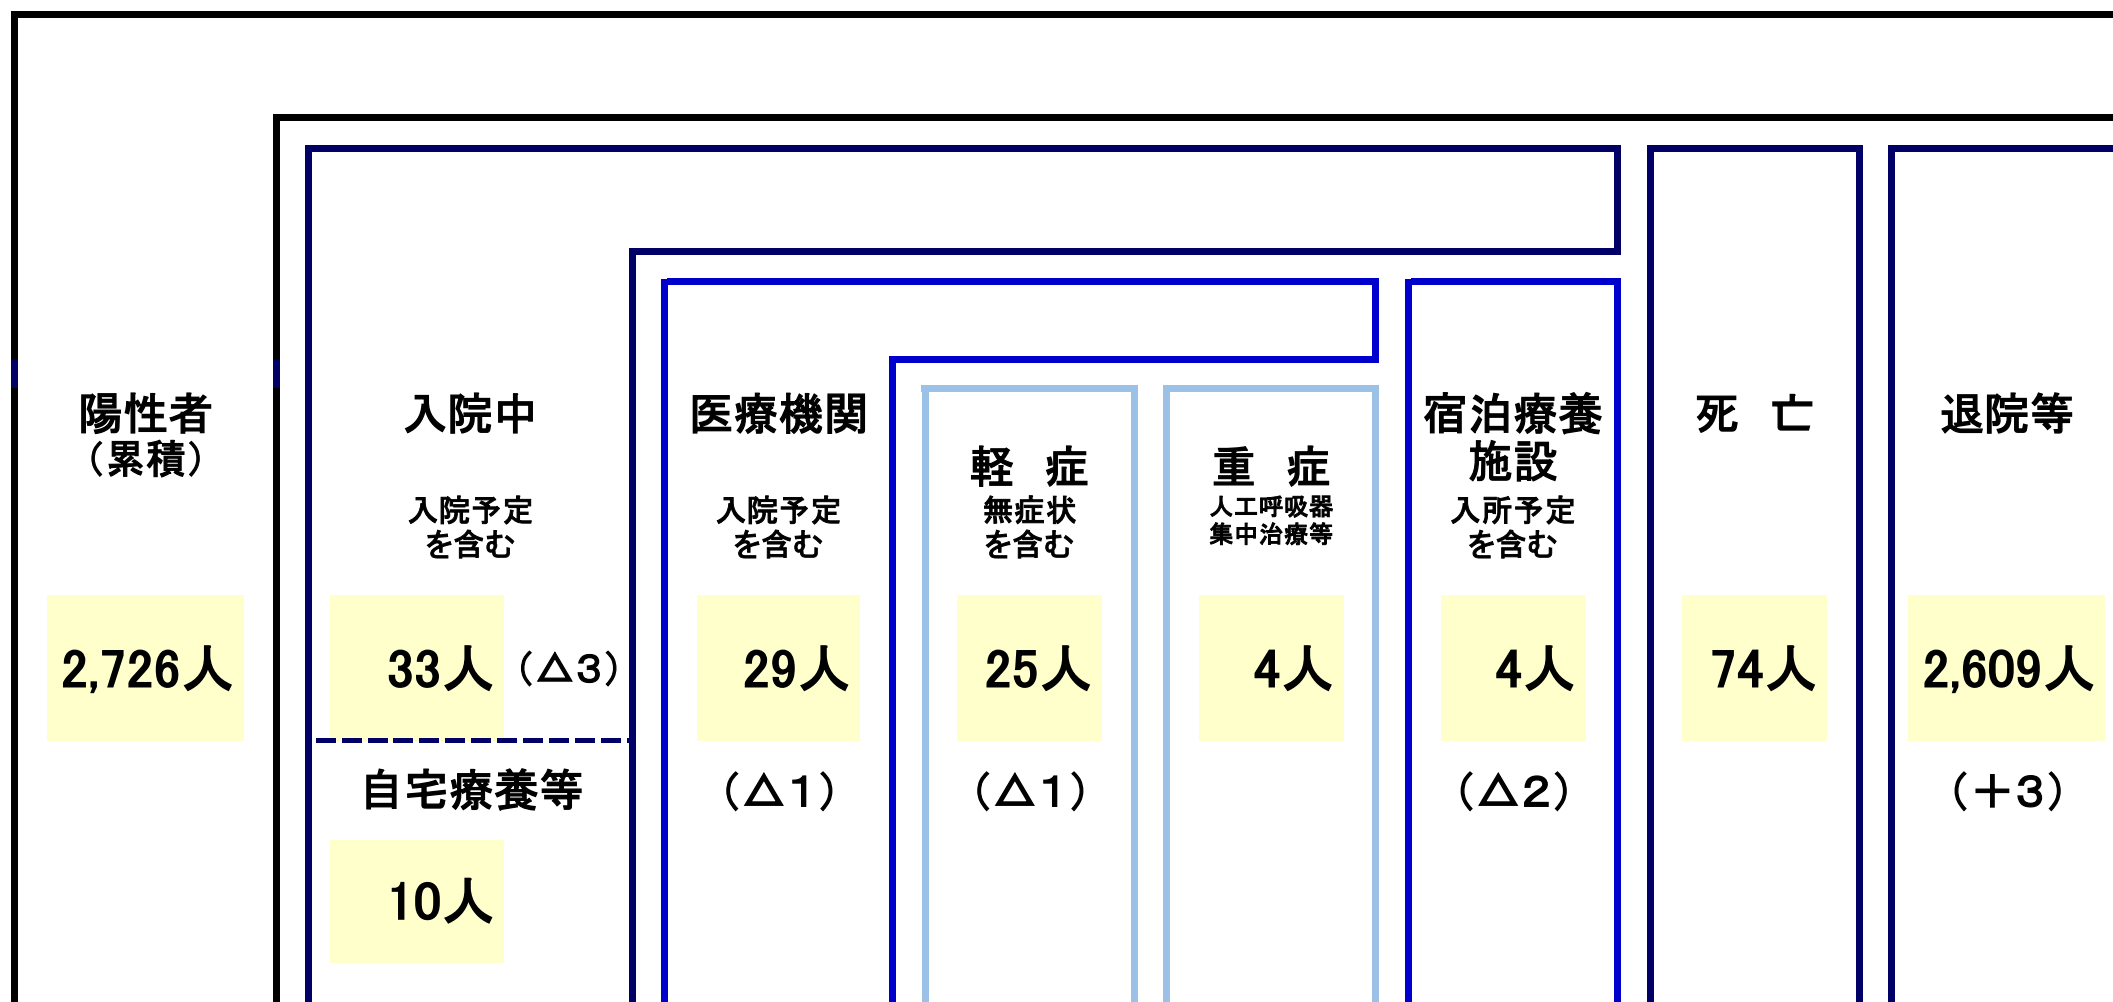 陽性者
（累積）
2,726人
入院中
入院予定
を含む
33人 （△3）
自宅療養等
10人
医療機関
入院予定
を含む
29人
（△1）
軽　症
無症状
を含む
25人
（△1）
重　症
人工呼吸器
集中治療等
4人
宿泊療養
施設
入所予定
を含む
4人
（△2）
死　亡
74人
退院等
2,609人
（＋3）